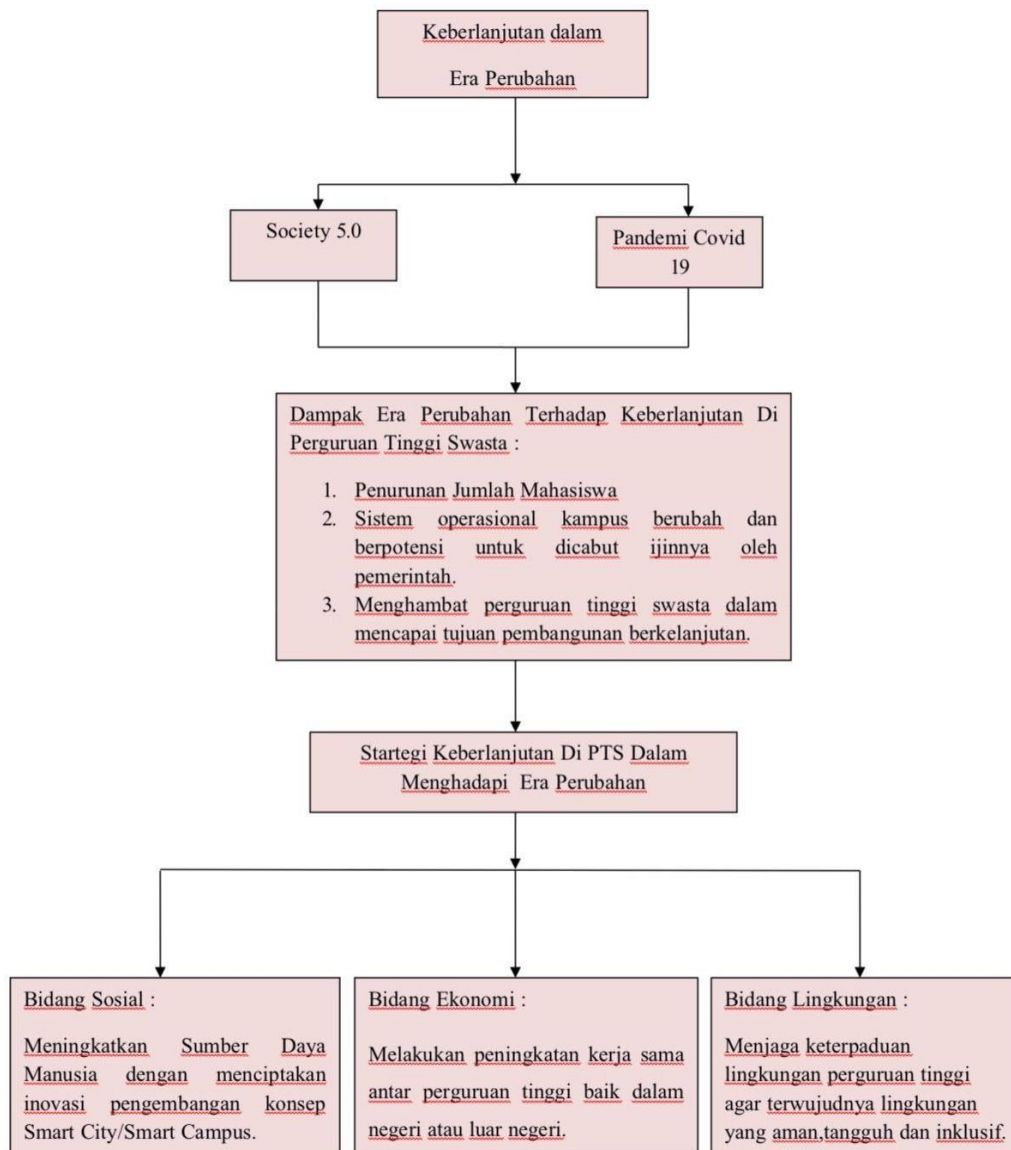 Keberlanjutan dalam
Era Perubahan
Society 5.0
Pandemi Covid
19
Dampak Era Perubahan Terhadap Keberlanjutan Di
Perguruan Tinggi Swasta :
1. Penurunan Jumlah Mahasiswa
2. Sistem operasional kampus berubah dan
berpotensi untuk dicabut ijinnya oleh
pemerintah.
3. Menghambat perguruan tinggi swasta dalam
mencapai tujuan pembangunan berkelanjutan.
Startegi Keberlanjutan Di PTS Dalam
Menghadapi Era Perubahan
Bidang Sosial :
Meningkatkan Sumber Daya
Manusia dengan menciptakan
inovasi pengembangan konsep
Smart City/Smart Campus.
Bidang Ekonomi :
Melakukan peningkatan kerja sama
antar perguruan tinggi baik dalam
negeri atau luar negeri.
Bidang Lingkungan :
Menjaga keterpaduan
lingkungan perguruan tinggi
agar terwujudnya lingkungan
yang aman,tangguh dan inklusif.